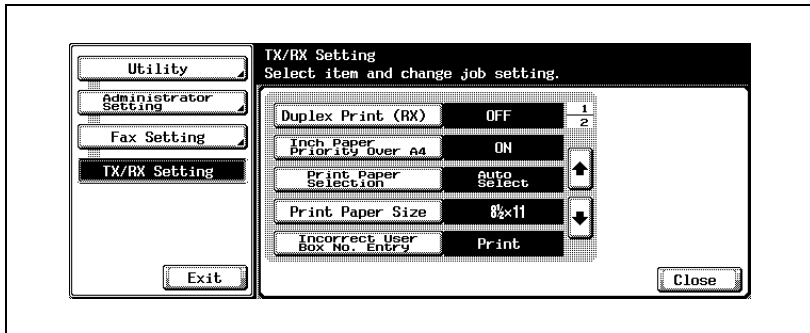 Utility
Administrator
Setting
Fax Setting
TX/RX Setting
Exit
TX/RX Setting
Select item and change job setting.
Duplex Print (RX) OFF
Inch Paper
Priority Over A4 ON
Print Paper
Selection
Auto
Select
Print Paper Size 8½×11
Incorrect User
Box No. Entry Print
1
2
Close